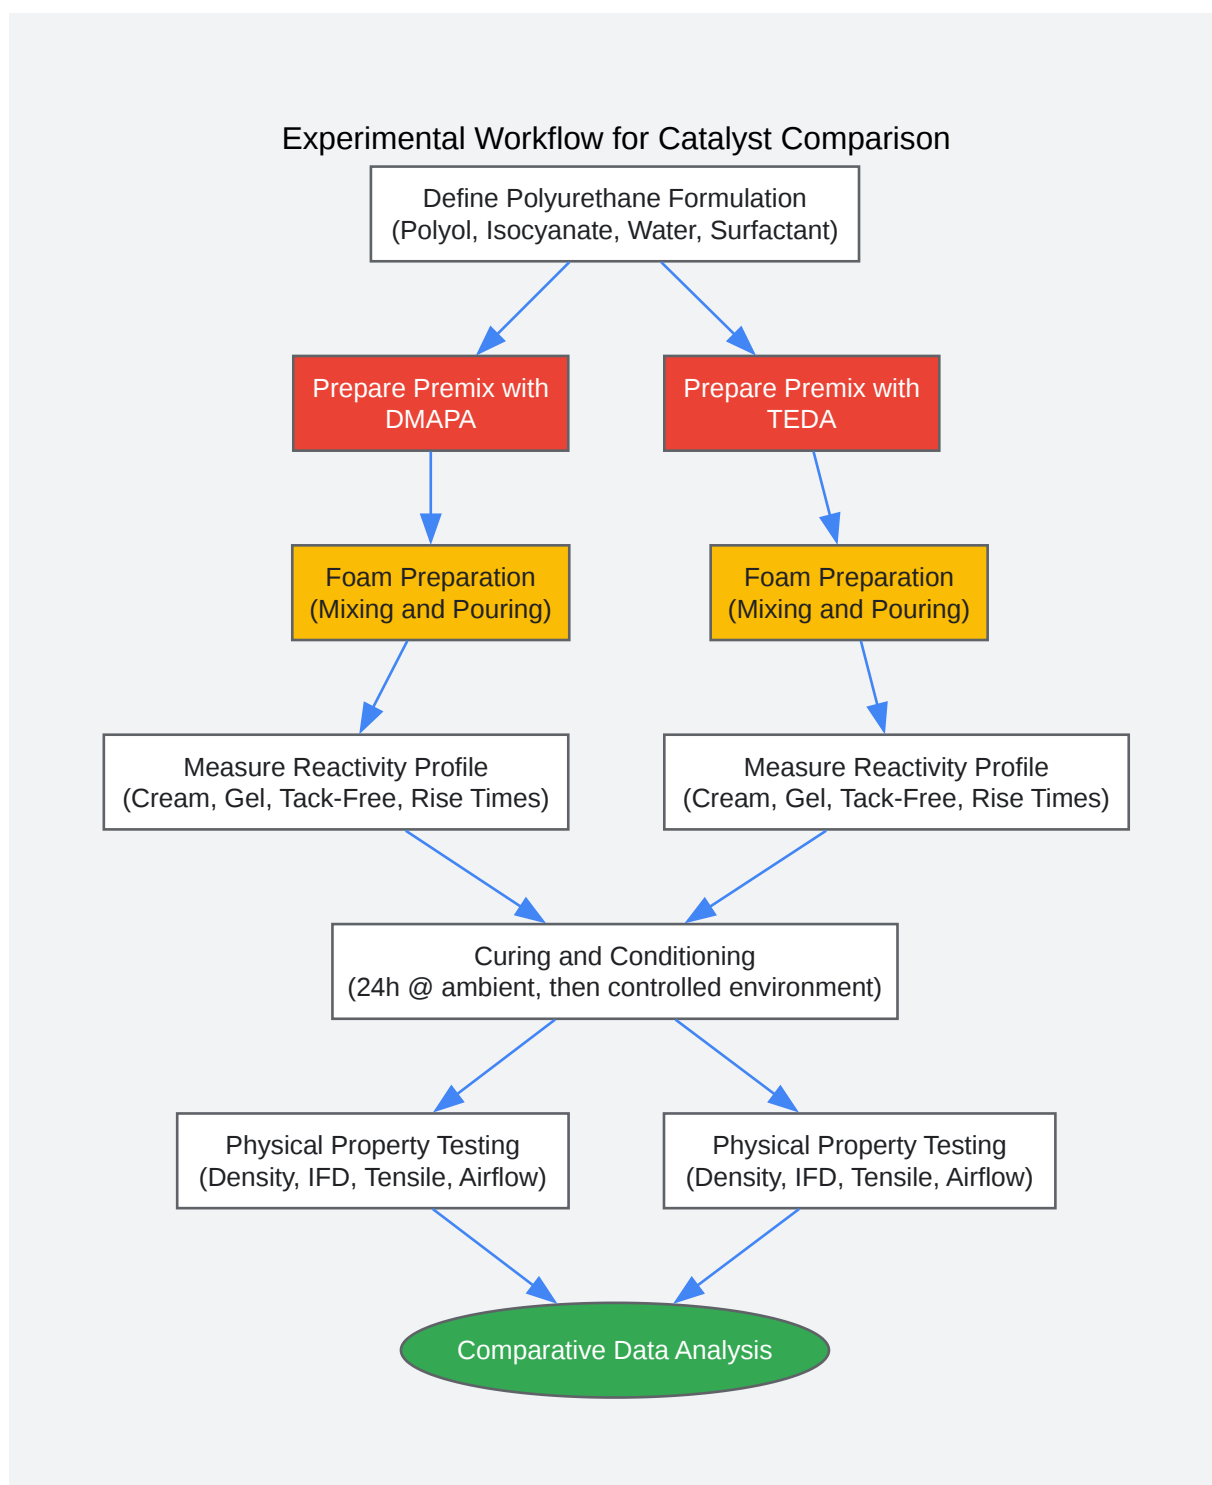 Experimental Workflow for Catalyst Comparison
Define Polyurethane Formulation
(Polyol, Isocyanate, Water, Surfactant)
Prepare Premix with
DMAPA
Prepare Premix with
TEDA
Foam Preparation
(Mixing and Pouring)
Foam Preparation
(Mixing and Pouring)
Measure Reactivity Profile
(Cream, Gel, Tack-Free, Rise Times)
Measure Reactivity Profile
(Cream, Gel, Tack-Free, Rise Times)
Curing and Conditioning
(24h @ ambient, then controlled environment)
Physical Property Testing
(Density, IFD, Tensile, Airflow)
Physical Property Testing
(Density, IFD, Tensile, Airflow)
Comparative Data Analysis